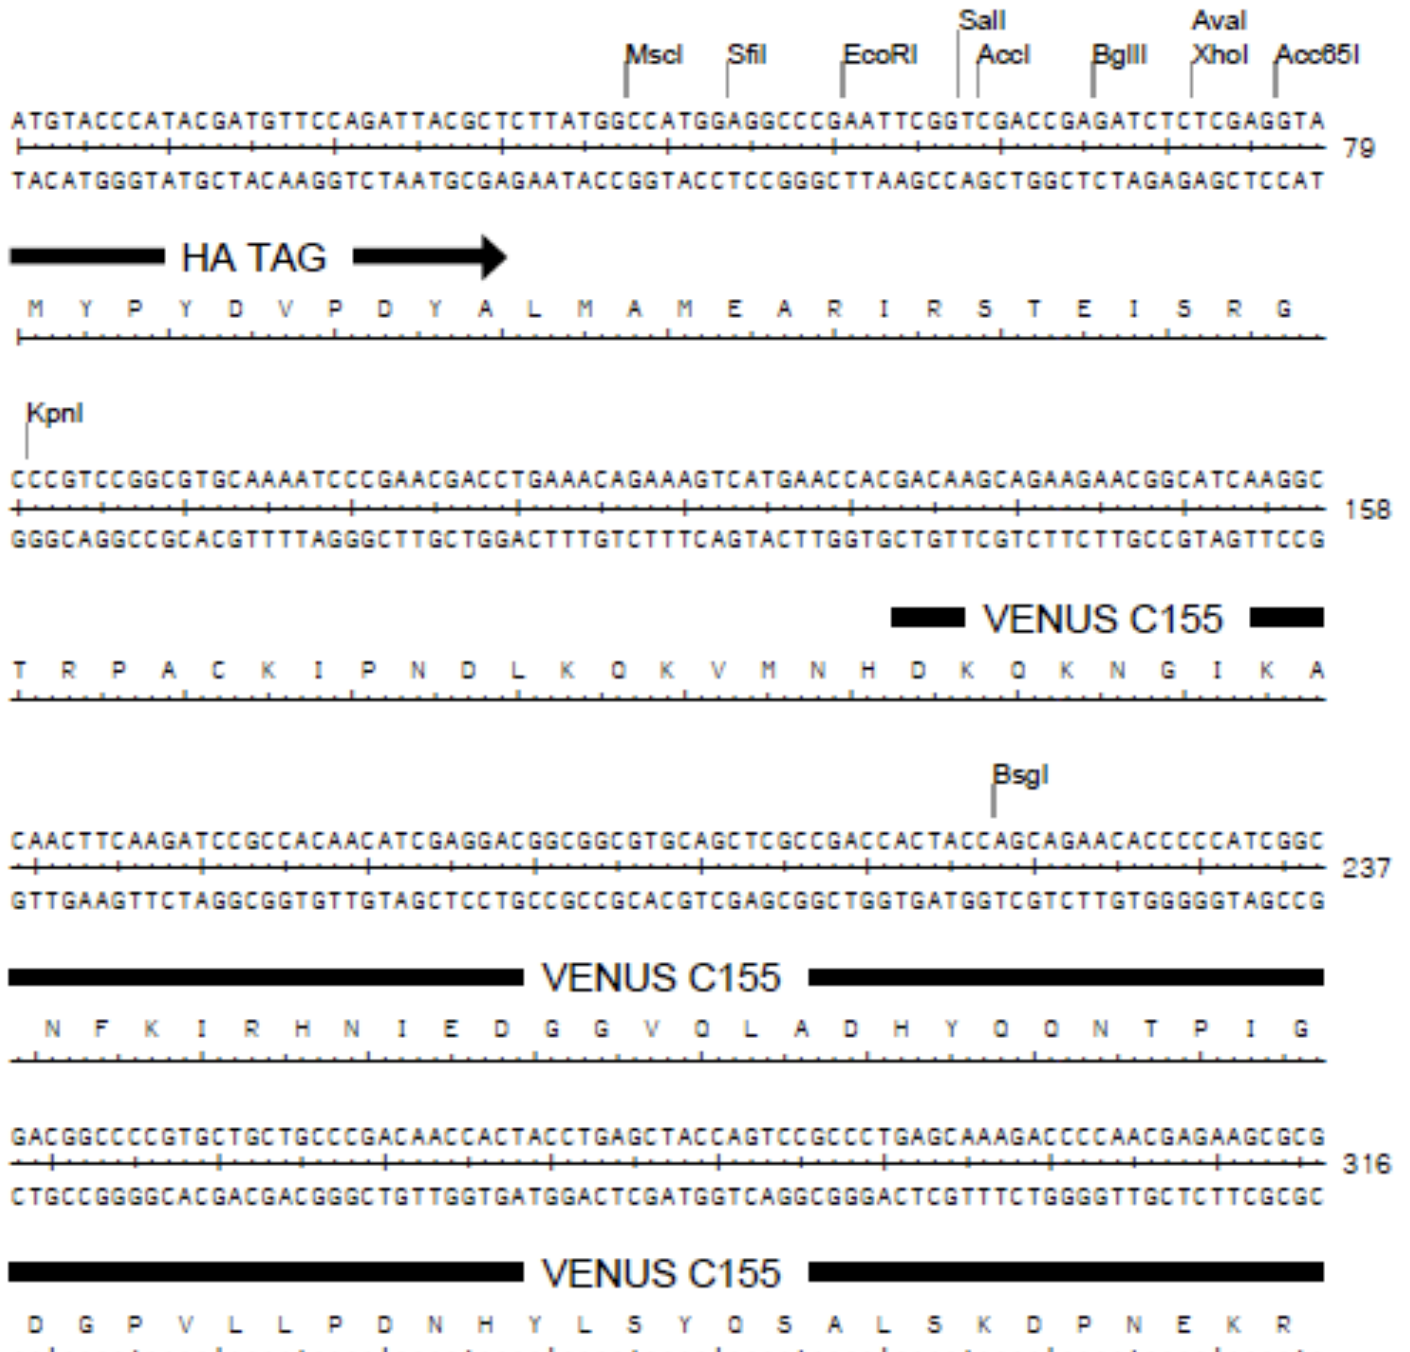 SalI AvaI
MscI SfiI EcoRI AccI BglII XhoI Acc65I
ATGTACCCATACGATGTTCCAGATTACGCTCTTATGGCCATGGAGGCCCGAATTCGGTCGACCGAGATCTCTCGAGGTA
79
TACATGGGTATGCTACAAGGTCTAATGCGAGAATACCGGTACCTCCGGGCTTAAGCCAGCTGGCTCTAGAGAGCTCCAT
HA TAG
M Y P Y D V P D Y A L M A M E A R I R S T E I S R G
KpnI
CCCGTCCGGCGTGCAAAATCCCGAACGACCTGAAACAGAAAGTCATGAACCACGACAAGCAGAAGAACGGCATCAAGGC
158
GGGCAGGCCGCACGTTTTAGGGCTTGCTGGACTTTGTCTTTCAGTACTTGGTGCTGTTCGTCTTCTTGCCGTAGTTCCG
VENUS C155
T R P A C K I P N D L K Q K V M N H D K Q K N G I K A
BsgI
CAACTTCAAGATCCGCCACAACATCGAGGACGGCGGCGTGCAGCTCGCCGACCACTACCAGCAGAACACCCCCATCGGC
237
GTTGAAGTTCTAGGCGGTGTTGTAGCTCCTGCCGCCGCACGTCGAGCGGCTGGTGATGGTCGTCTTGTGGGGGTAGCCG
VENUS C155
N F K I R H N I E D G G V Q L A D H Y Q Q N T P I G
GACGGCCCCGTGCTGCTGCCCGACAACCACTACCTGAGCTACCAGTCCGCCCTGAGCAAAGACCCCAACGAGAAGCGCG
316
CTGCCGGGGCACGACGACGGGCTGTTGGTGATGGACTCGATGGTCAGGCGGGACTCGTTTCTGGGGTTGCTCTTCGCGC
VENUS C155
D G P V L L P D N H Y L S Y Q S A L S K D P N E K R